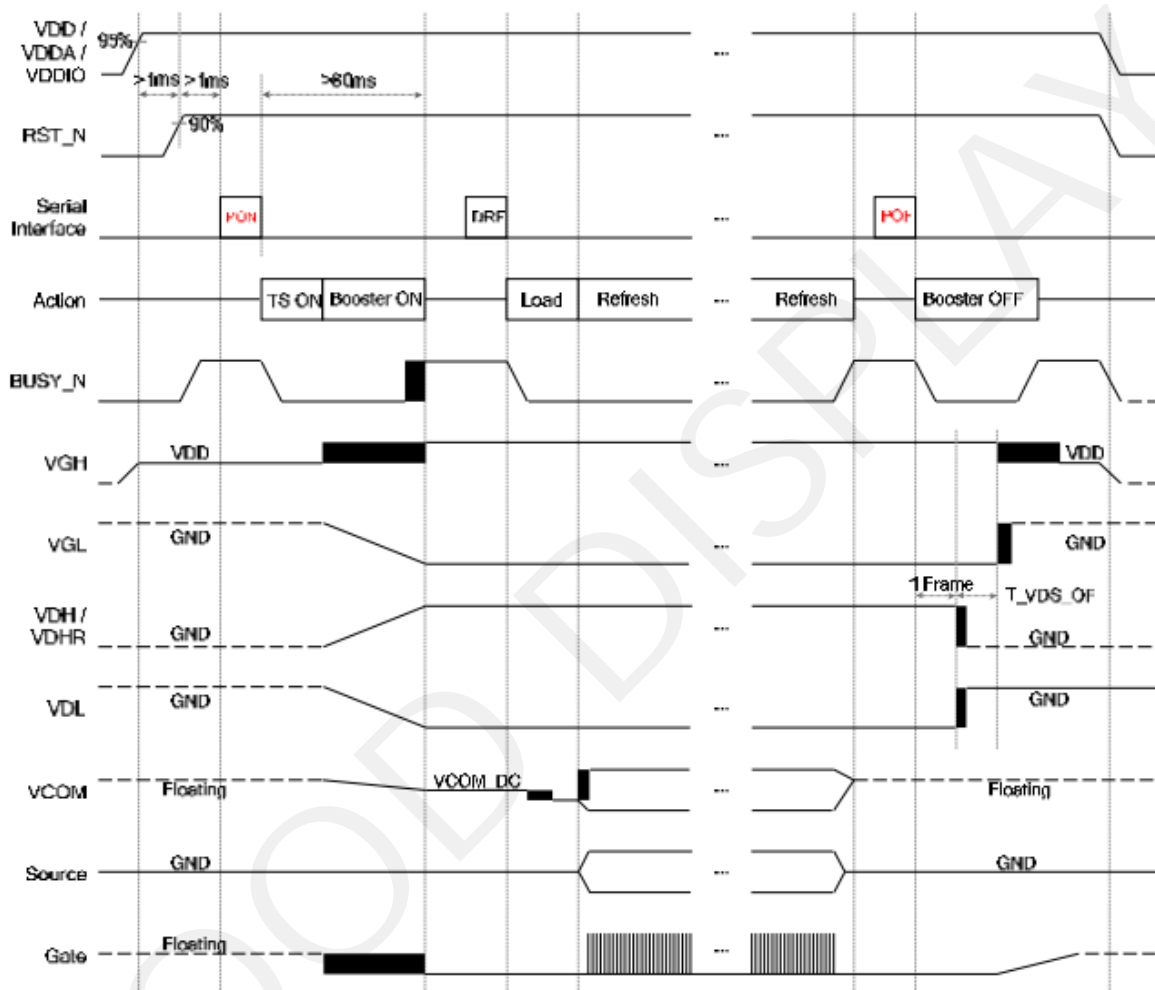 VDD /
VDDA /
VDDIO
95%
>1ms >1ms >80ms
...
RST_N
90%
...
Serial
Interface
PON
DRF
...
POF
Action
TS ON
Booster ON
Load
Refresh
...
Refresh
Booster OFF
BUSY_N
...
VGH
VDD
...
VDD
VGL
GND
...
GND
1 Frame
T_VDS_OF
VDH /
VDHR
GND
...
GND
VDL
GND
...
GND
VCOM
Floating
VCOM_DC
...
Floating
Source
GND
...
GND
Gate
Floating
...
OOD DISPLAY